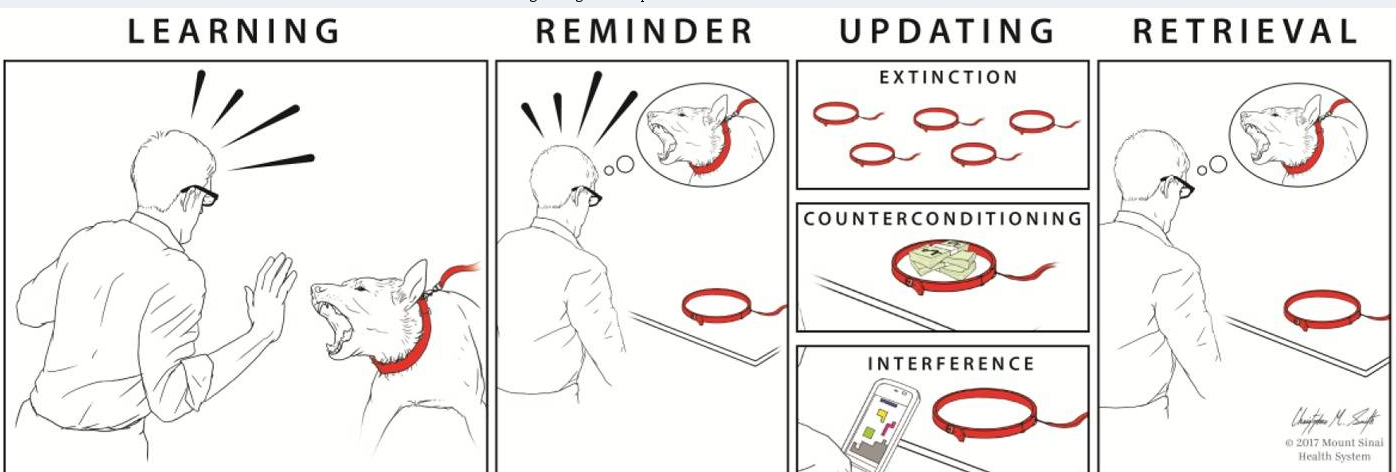 LEARNING
REMINDER
UPDATING
RETRIEVAL
EXTINCTION
COUNTERCONDITIONING
INTERFERENCE
© 2017 Mount Sinai
Health System